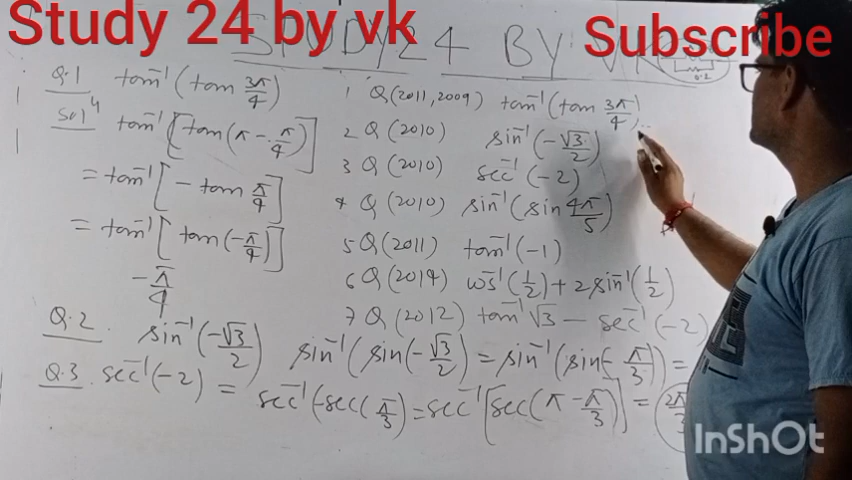 Study 24 by vk
Subscribe
STUDY 24 BY VK
Q.1 tan⁻¹(tan 3π/4)
Solⁿ tan⁻¹[tan(π - π/4)]
= tan⁻¹[- tan π/4]
= tan⁻¹[tan(-π/4)]
-π/4
1 Q (2011, 2009) tan⁻¹(tan 3π/4)
2 Q (2010) sin⁻¹(-√3/2)
3 Q (2010) sec⁻¹(-2)
4 Q (2010) sin⁻¹(sin 4π/5)
5 Q (2011) tan⁻¹(-1)
6 Q (2014) cos⁻¹(1/2) + 2 sin⁻¹(1/2)
7 Q (2012) tan⁻¹ √3 - sec⁻¹(-2)
Q.2 sin⁻¹(-√3/2) sin⁻¹(sin(-√3/2) = sin⁻¹(sin(-π/3) =
Q.3. sec⁻¹(-2) = sec⁻¹(-sec(π/3) = sec⁻¹[sec(π - π/3)] = 2π/3
InShOt